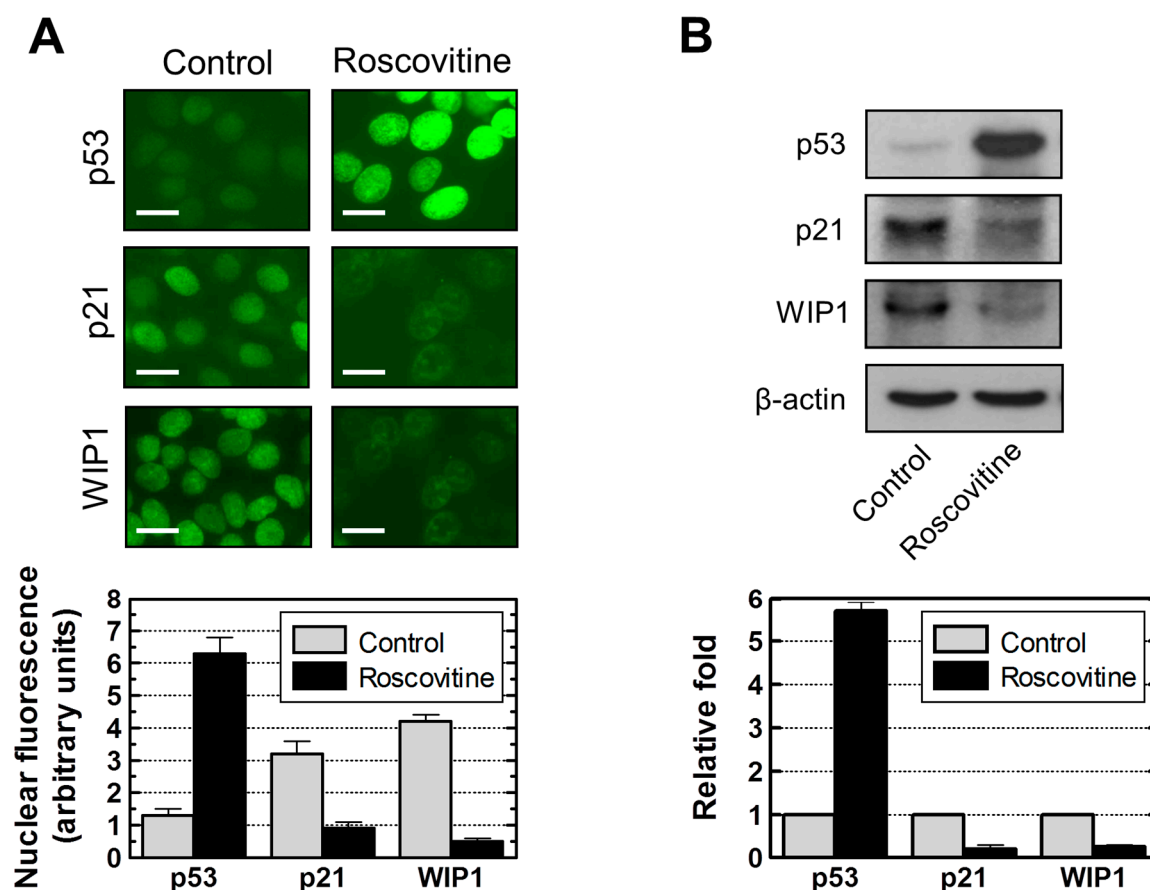 A
Control Roscovitine
p53
p21
WIP1
Nuclear fluorescence
(arbitrary units)
8
7
6
5
4
3
2
1
0
Control
Roscovitine
p53 p21 WIP1
B
p53
p21
WIP1
β-actin
Control Roscovitine
Relative fold
6
5
4
3
2
1
0
Control
Roscovitine
p53 p21 WIP1